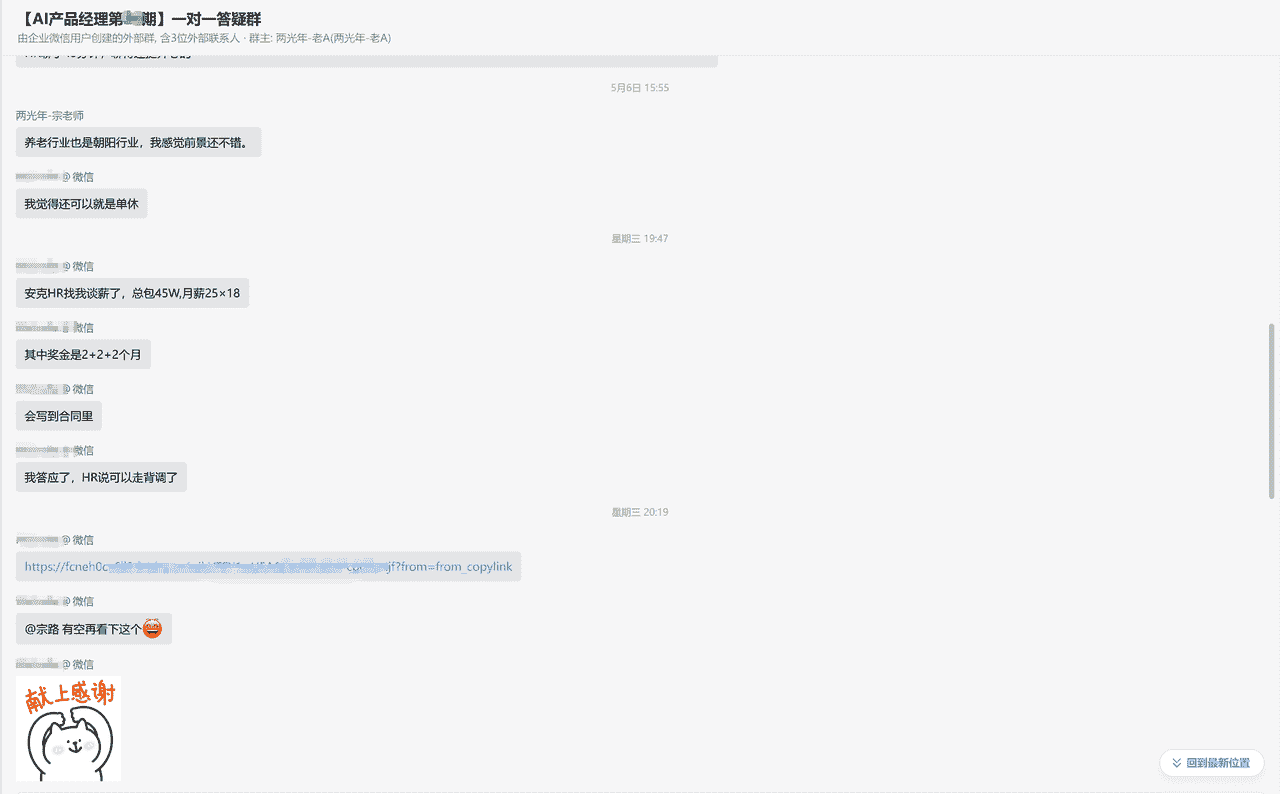 【AI产品经理第 期】一对一答疑群
由企业微信用户创建的外部群, 含3位外部联系人 · 群主: 两光年-老A(两光年-老A)
5月6日 15:55
两光年-宗老师
养老行业也是朝阳行业，我感觉前景还不错。
@微信
我觉得还可以就是单休
星期三 19:47
@微信
安克HR找我谈薪了，总包45W,月薪25×18
微信
其中奖金是2+2+2个月
@微信
会写到合同里
微信
我答应了，HR说可以走背调了
星期三 20:19
@微信
https://fcneh0c jf?from=from_copylink
@微信
@宗路 有空再看下这个
@微信
献上感谢
回到最新位置